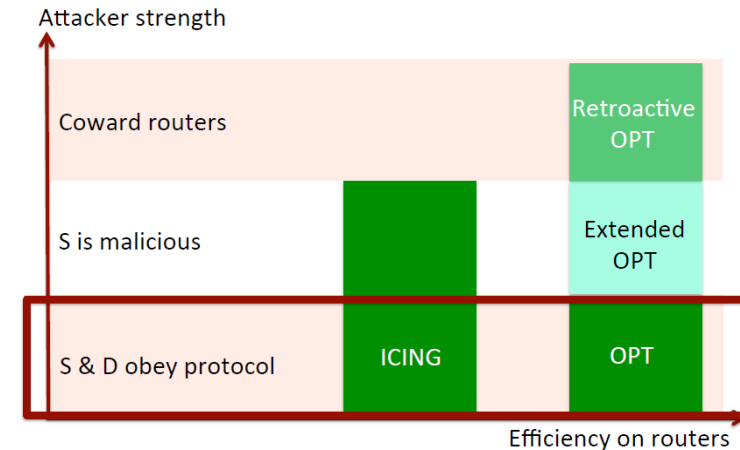 Attacker strength
Coward routers
Retroactive
OPT
S is malicious
Extended
OPT
S & D obey protocol
ICING
OPT
Efficiency on routers